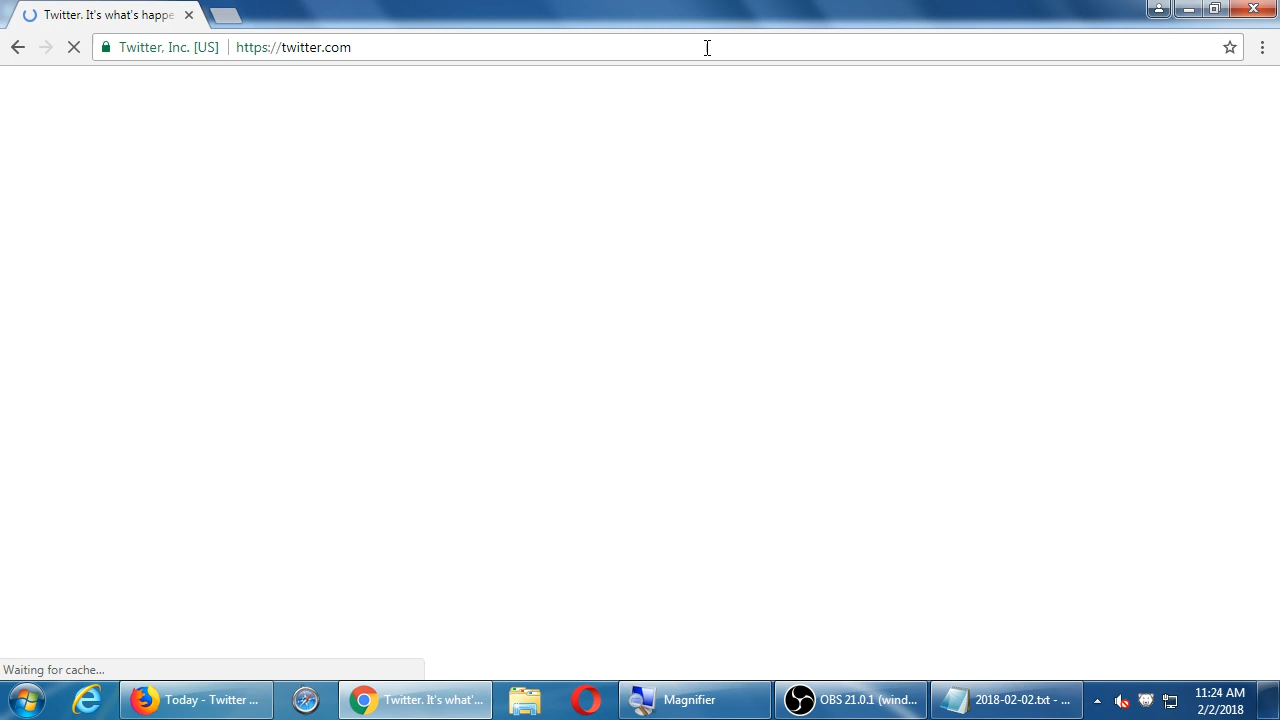 Twitter. It's what's happe
Twitter, Inc. [US] https://twitter.com
Waiting for cache...
Today - Twitter ...
Twitter. It's what'...
Magnifier
OBS 21.0.1 (wind...
2018-02-02.txt - ...
11:24 AM
2/2/2018